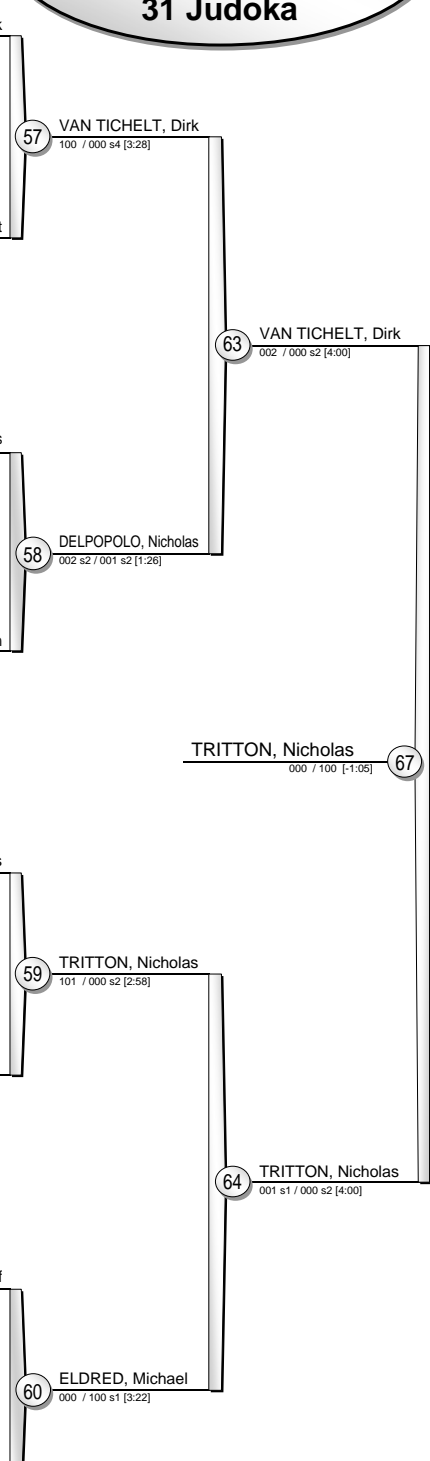 31 Judoka
57
VAN TICHELT, Dirk
100 / 000 s4 [3:28]
63
VAN TICHELT, Dirk
002 / 000 s2 [4:00]
58
DELPOPOLO, Nicholas
002 s2 / 001 s2 [1:26]
TRITTON, Nicholas
000 / 100 [-1:05]
67
59
TRITTON, Nicholas
101 / 000 s2 [2:58]
64
TRITTON, Nicholas
001 s1 / 000 s2 [4:00]
60
ELDRED, Michael
000 / 100 s1 [3:22]